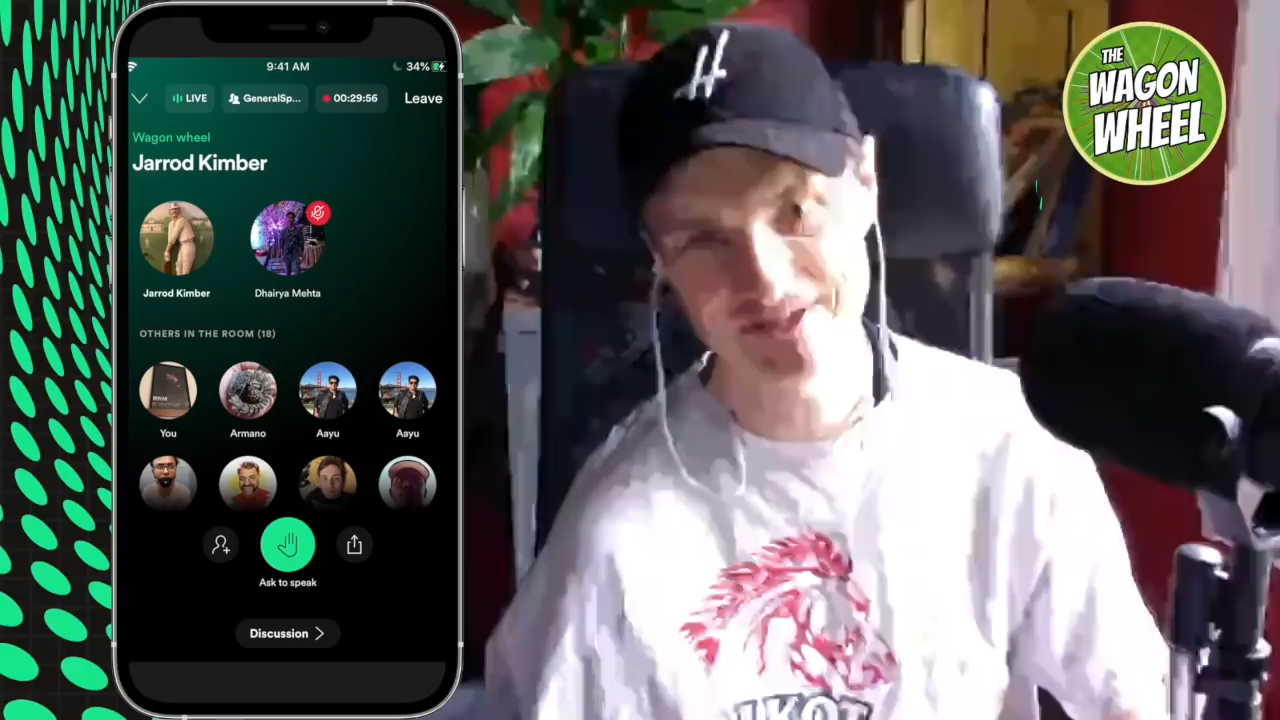 9:41 AM
34%
LIVE
GeneralSp...
00:29:56
Leave
Wagon wheel
Jarrod Kimber
Jarrod Kimber
Dhairya Mehta
OTHERS IN THE ROOM (18)
You
Armano
Aayu
Aayu
Ask to speak
Discussion
H
THE
WAGON
WHEEL